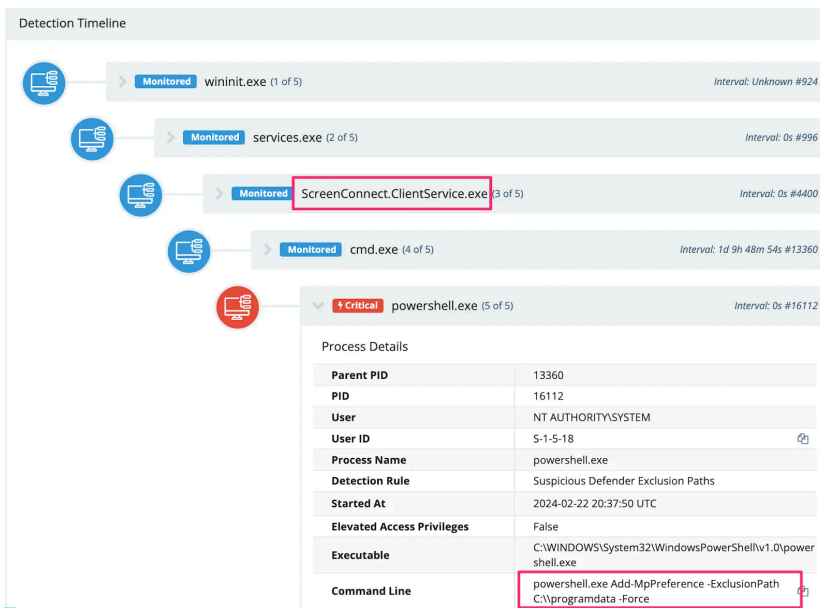 Detection Timeline
Monitored wininit.exe (1 of 5) Interval: Unknown #924
Monitored services.exe (2 of 5) Interval: 0s #996
Monitored ScreenConnect.ClientService.exe (3 of 5) Interval: 0s #4400
Monitored cmd.exe (4 of 5) Interval: 1d 9h 48m 54s #13360
Critical powershell.exe (5 of 5) Interval: 0s #16112
Process Details
Parent PID 13360
PID 16112
User NT AUTHORITY\SYSTEM
User ID S-1-5-18
Process Name powershell.exe
Detection Rule Suspicious Defender Exclusion Paths
Started At 2024-02-22 20:37:50 UTC
Elevated Access Privileges False
Executable C:\WINDOWS\System32\WindowsPowerShell\v1.0\power
shell.exe
Command Line powershell.exe Add-MpPreference -ExclusionPath
C:\\programdata -Force